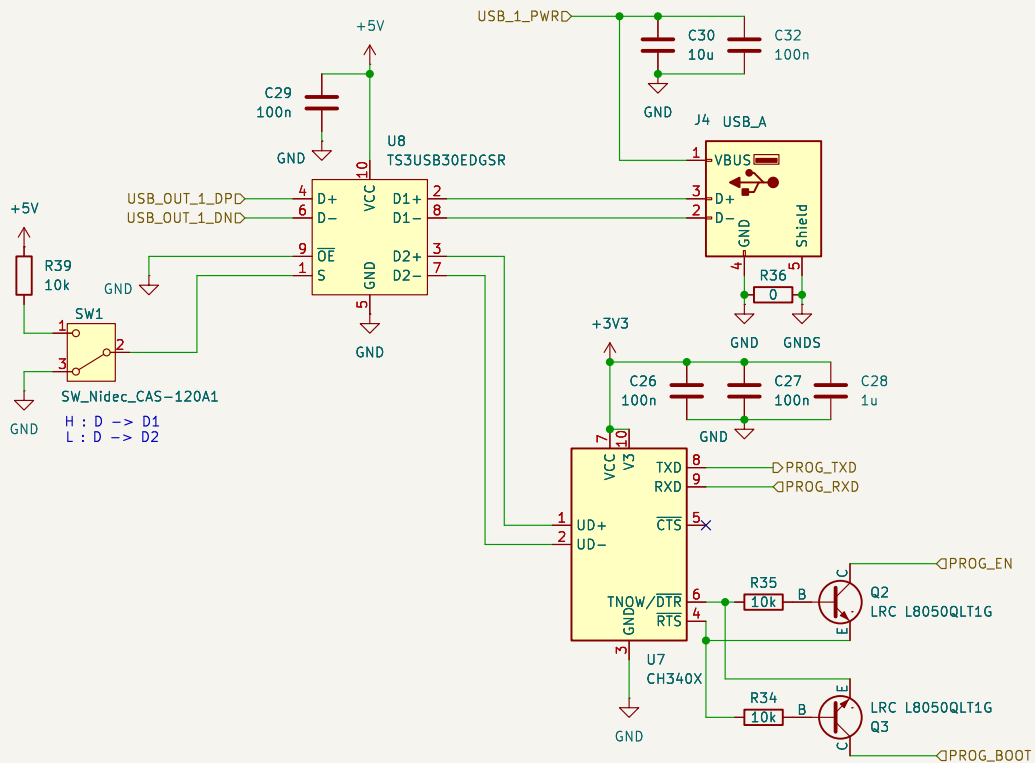 USB_1_PWR
C30
10u
C32
100n
GND
+5V
C29
100n
GND
U8
TS3USB30EDGSR
J4
USB_A
10
VCC
USB_OUT_1_DP
4
D+
D1+
2
USB_OUT_1_DN
6
D-
D1-
8
9
OE
D2+
3
1
S
D2-
7
GND
5
GND
1
VBUS
3
D+
2
D-
GND
Shield
4
5
R36
0
GND
GNDS
+5V
R39
10k
GND
SW1
1
2
3
SW_Nidec_CAS-120A1
GND
H : D -> D1
L : D -> D2
+3V3
C26
100n
C27
100n
C28
1u
GND
7
10
VCC
V3
TXD
8
PROG_TXD
RXD
9
PROG_RXD
CTS
5
1
UD+
2
UD-
TNOW/DTR
6
RTS
4
GND
3
U7
CH340X
GND
R35
10k
B
C
E
Q2
LRC L8050QLT1G
PROG_EN
R34
10k
B
E
C
LRC L8050QLT1G
Q3
PROG_BOOT